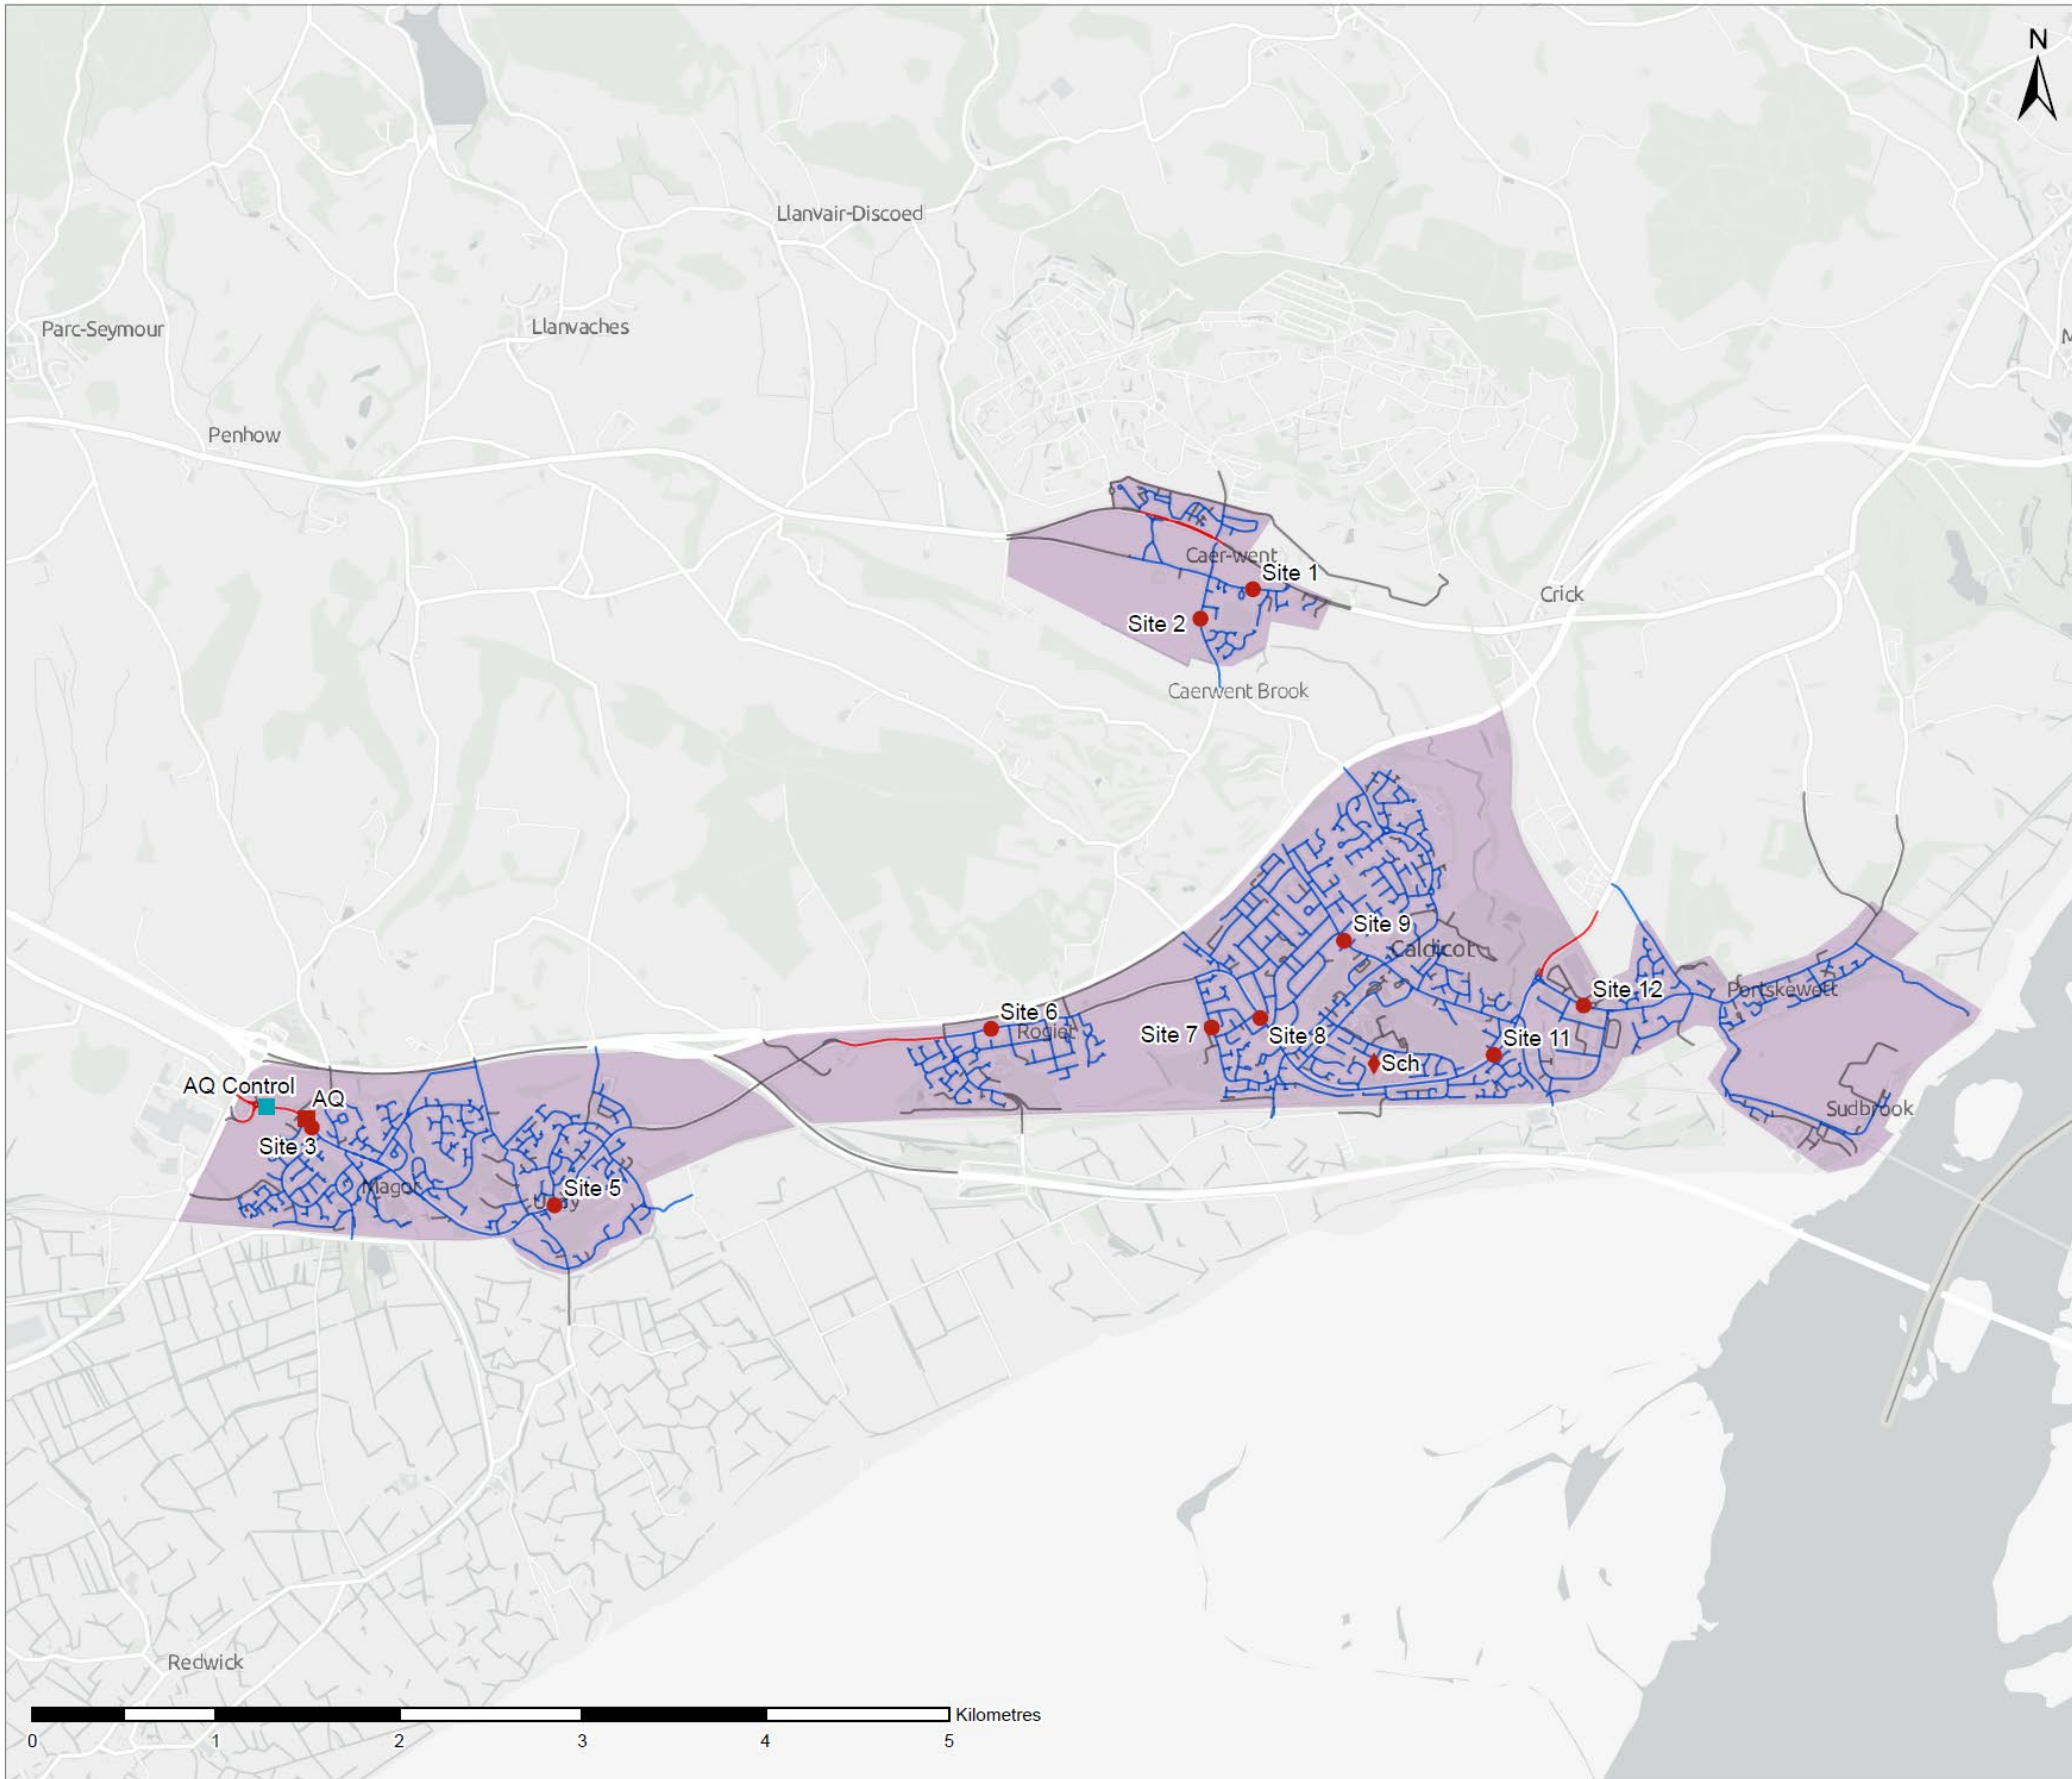 N
Llanvair-Discoed
Parc-Seymour
Llanvaches
M
Penhow
Caer-went
Site 1
Crick
Site 2
Caerwent Brook
Site 9
Caldicot
Site 12
Portskewett
Site 6
Rogiet
Site 7
Site 8
Site 11
Sch
AQ Control
AQ
Sudbrook
Site 3
Magor
Site 5
Undy
Redwick
Kilometres
0 1 2 3 4 5